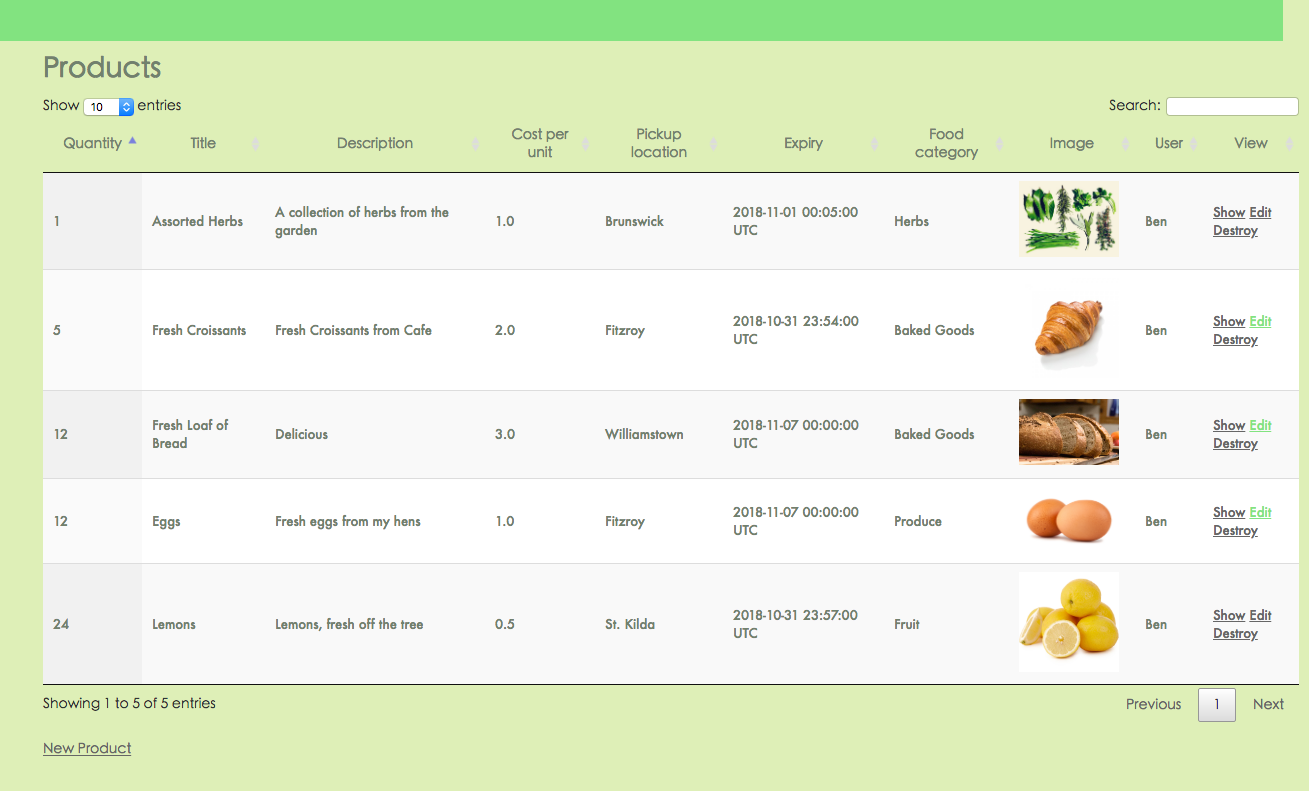 Products
Show 10 entries
Search:
Quantity Title Description Cost per unit Pickup location Expiry Food category Image User View
1 Assorted Herbs A collection of herbs from the garden 1.0 Brunswick 2018-11-01 00:05:00 UTC Herbs Ben Show Edit Destroy
5 Fresh Croissants Fresh Croissants from Cafe 2.0 Fitzroy 2018-10-31 23:54:00 UTC Baked Goods Ben Show Edit Destroy
12 Fresh Loaf of Bread Delicious 3.0 Williamstown 2018-11-07 00:00:00 UTC Baked Goods Ben Show Edit Destroy
12 Eggs Fresh eggs from my hens 1.0 Fitzroy 2018-11-07 00:00:00 UTC Produce Ben Show Edit Destroy
24 Lemons Lemons, fresh off the tree 0.5 St. Kilda 2018-10-31 23:57:00 UTC Fruit Ben Show Edit Destroy
Showing 1 to 5 of 5 entries
Previous 1 Next
New Product